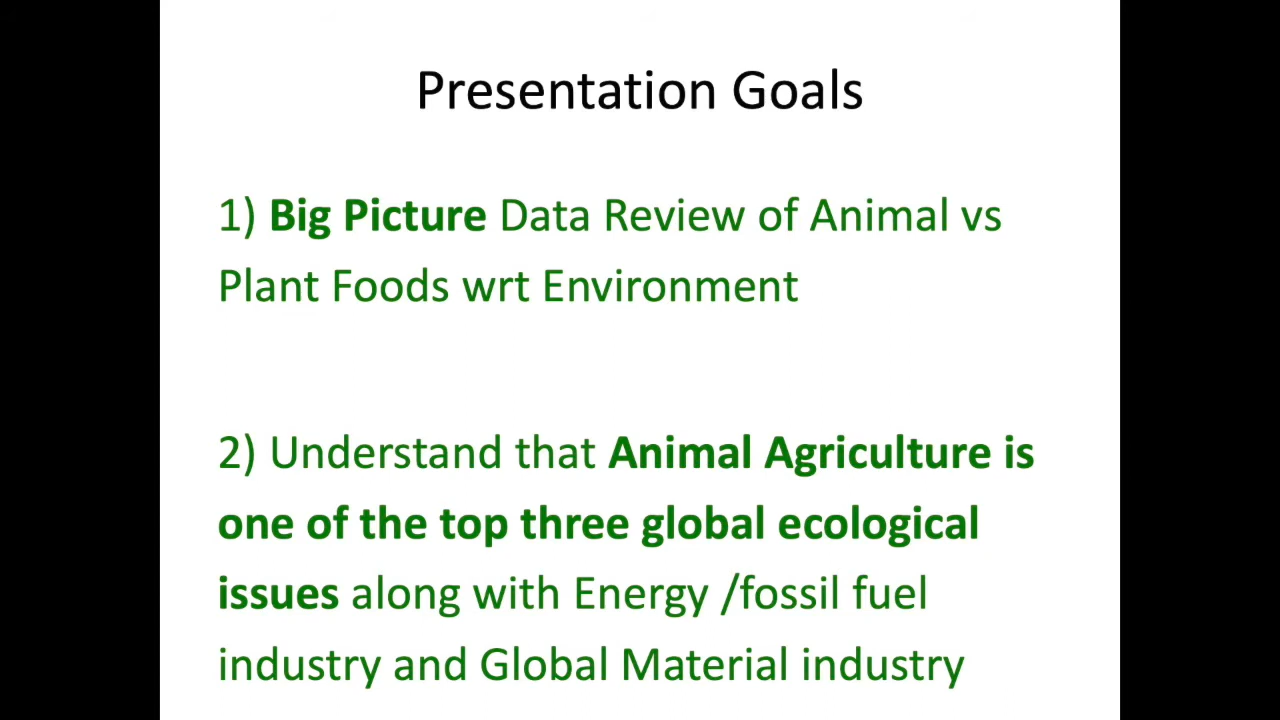 Presentation Goals
1) Big Picture Data Review of Animal vs
Plant Foods wrt Environment
2) Understand that Animal Agriculture is
one of the top three global ecological
issues along with Energy /fossil fuel
industry and Global Material industry